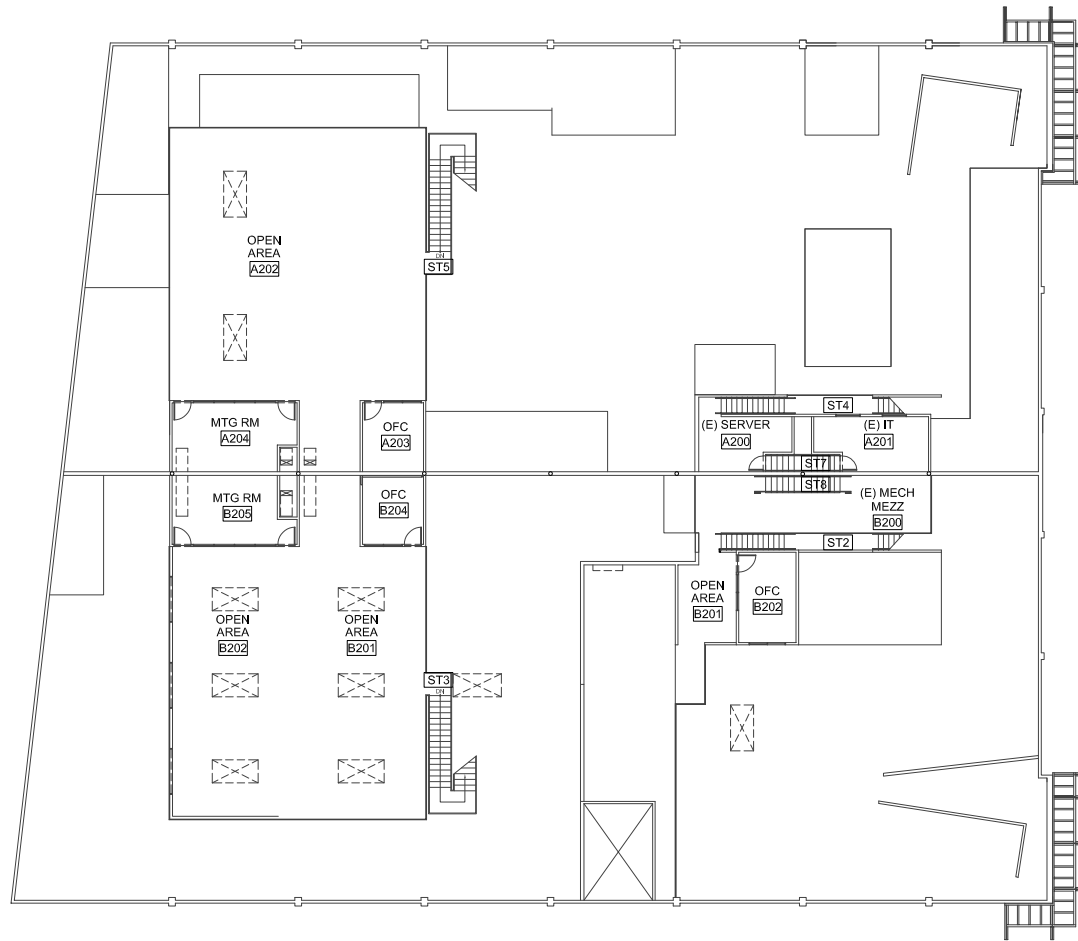 OPEN
AREA
A202
DN
ST5
MTG RM
A204
OFC
A203
ST4
(E) SERVER
A200
(E) IT
A201
ST7
ST8
MTG RM
B205
OFC
B204
(E) MECH
MEZZ
B200
ST2
OPEN
AREA
B201
OFC
B202
OPEN
AREA
B202
OPEN
AREA
B201
ST3
DN